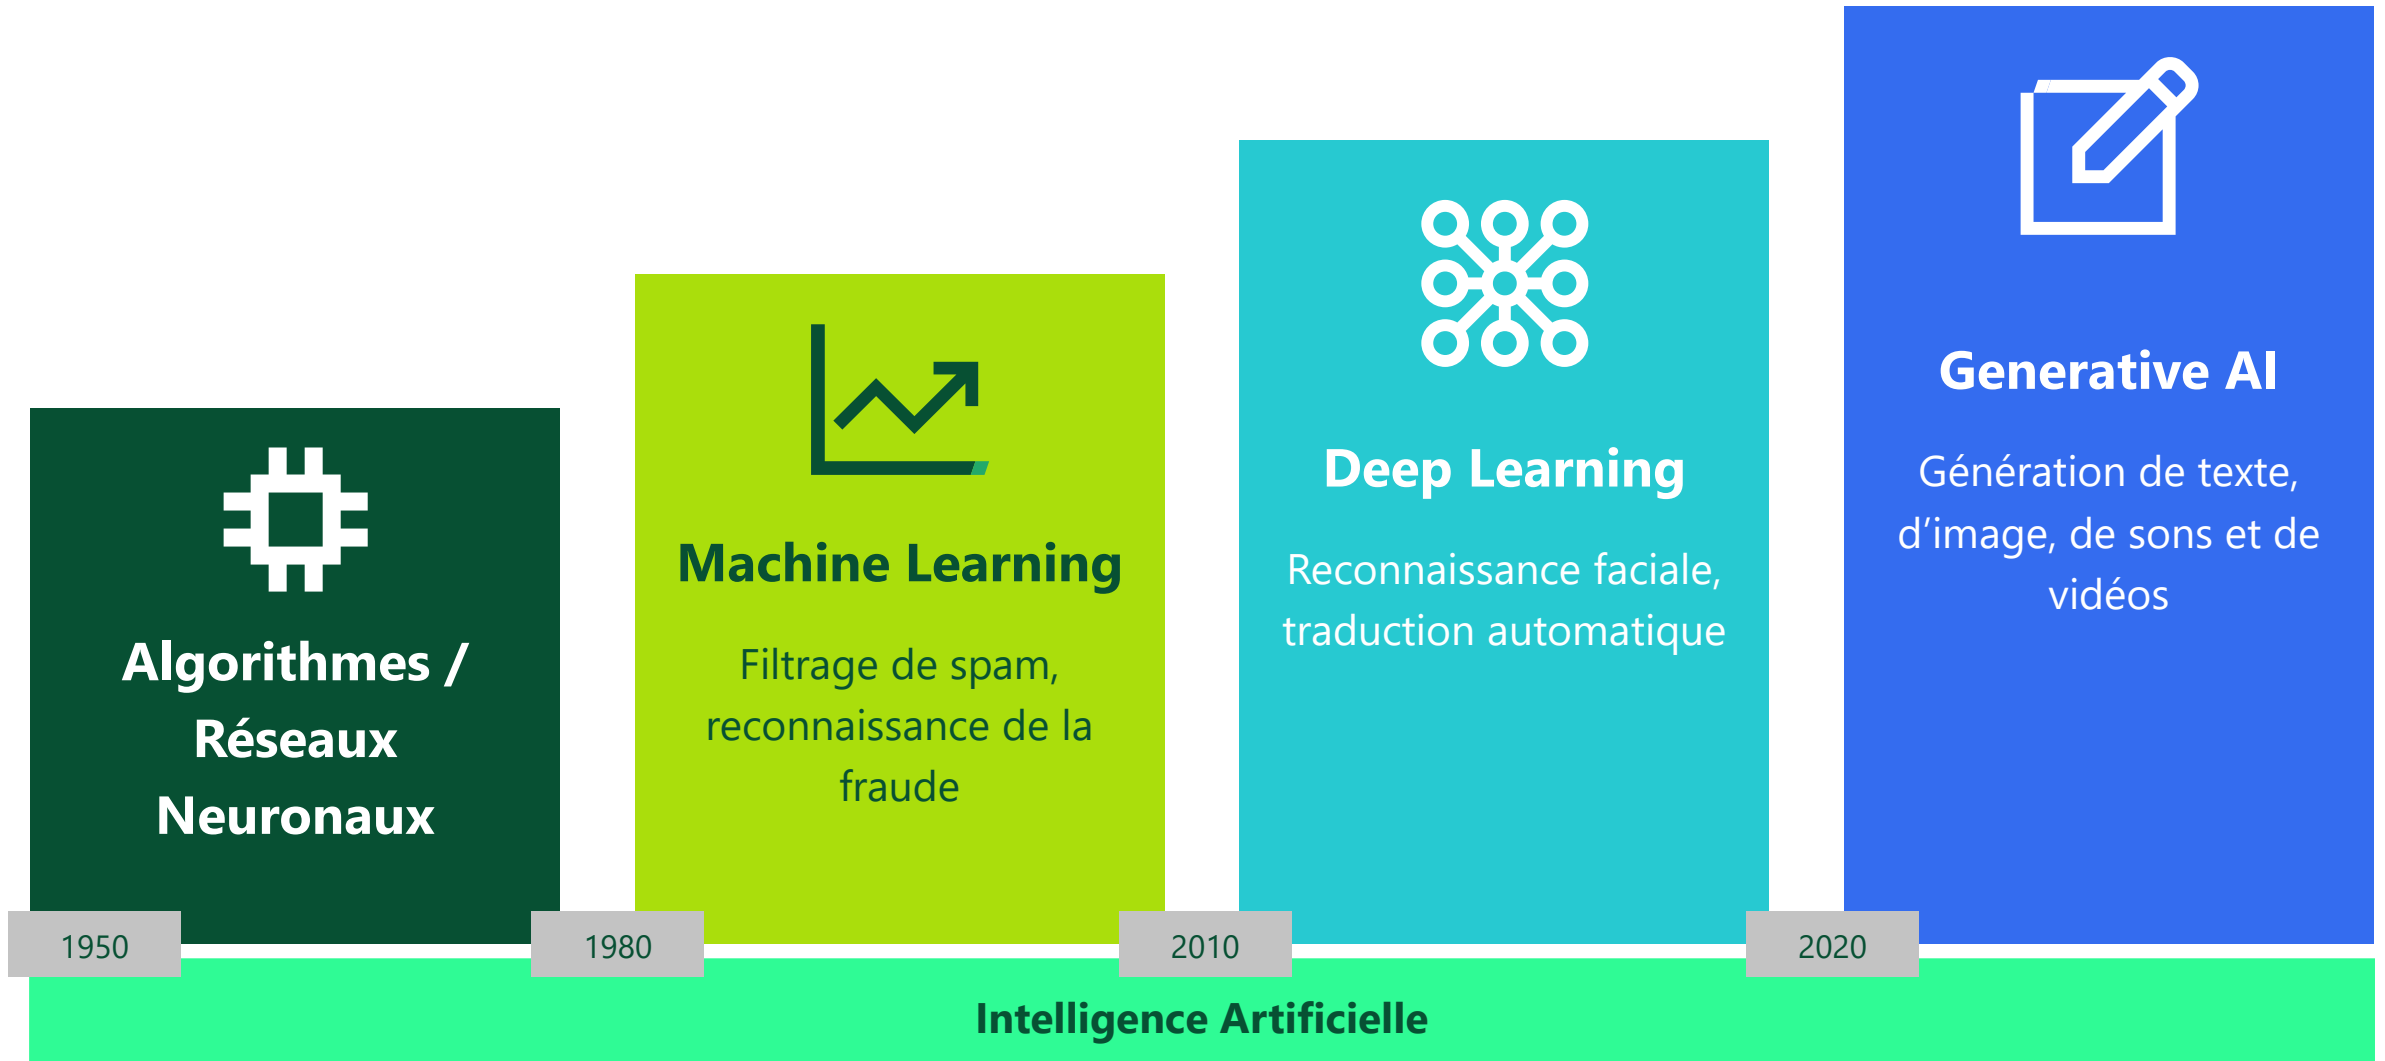 Algorithmes /
Réseaux
Neuronaux
Machine Learning
Filtrage de spam,
reconnaissance de la
fraude
Deep Learning
Reconnaissance faciale,
traduction automatique
Generative AI
Génération de texte,
d’image, de sons et de
vidéos
1950
1980
2010
2020
Intelligence Artificielle